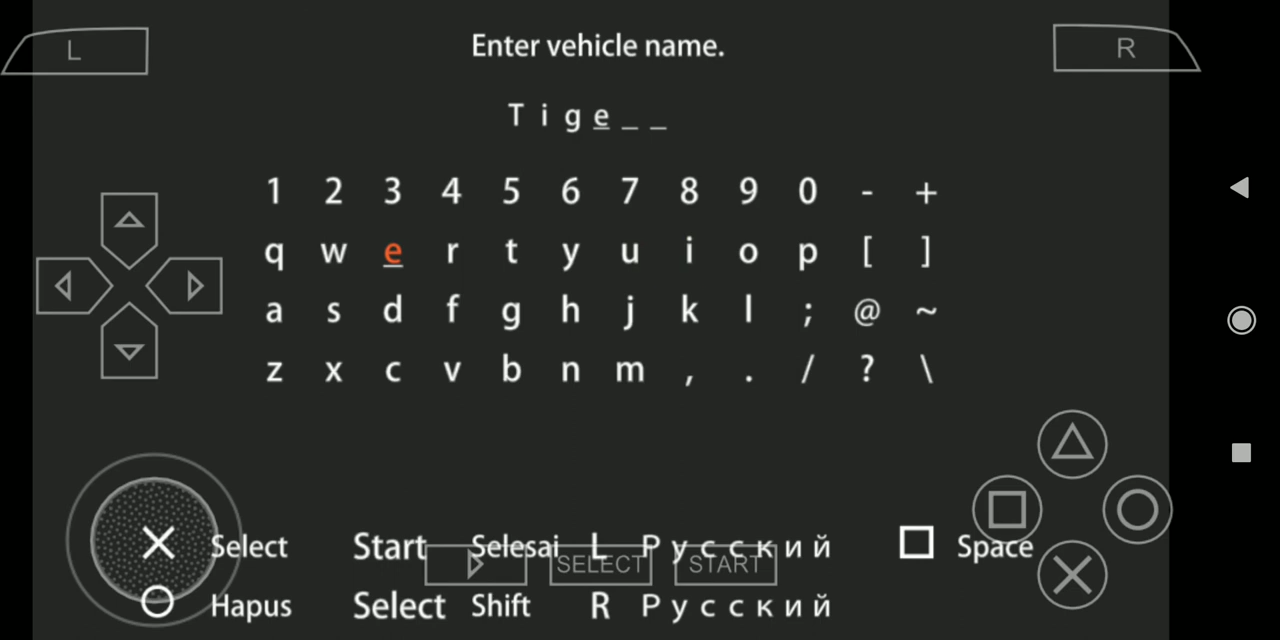 L
R
Enter vehicle name.
Tige__
1 2 3 4 5 6 7 8 9 0 - +
q w e r t y u i o p [ ]
a s d f g h j k l ; @ ~
z x c v b n m , . / ? \
Select Start Selesai L Русский Space
SELECT START
Hapus Select Shift R Русский